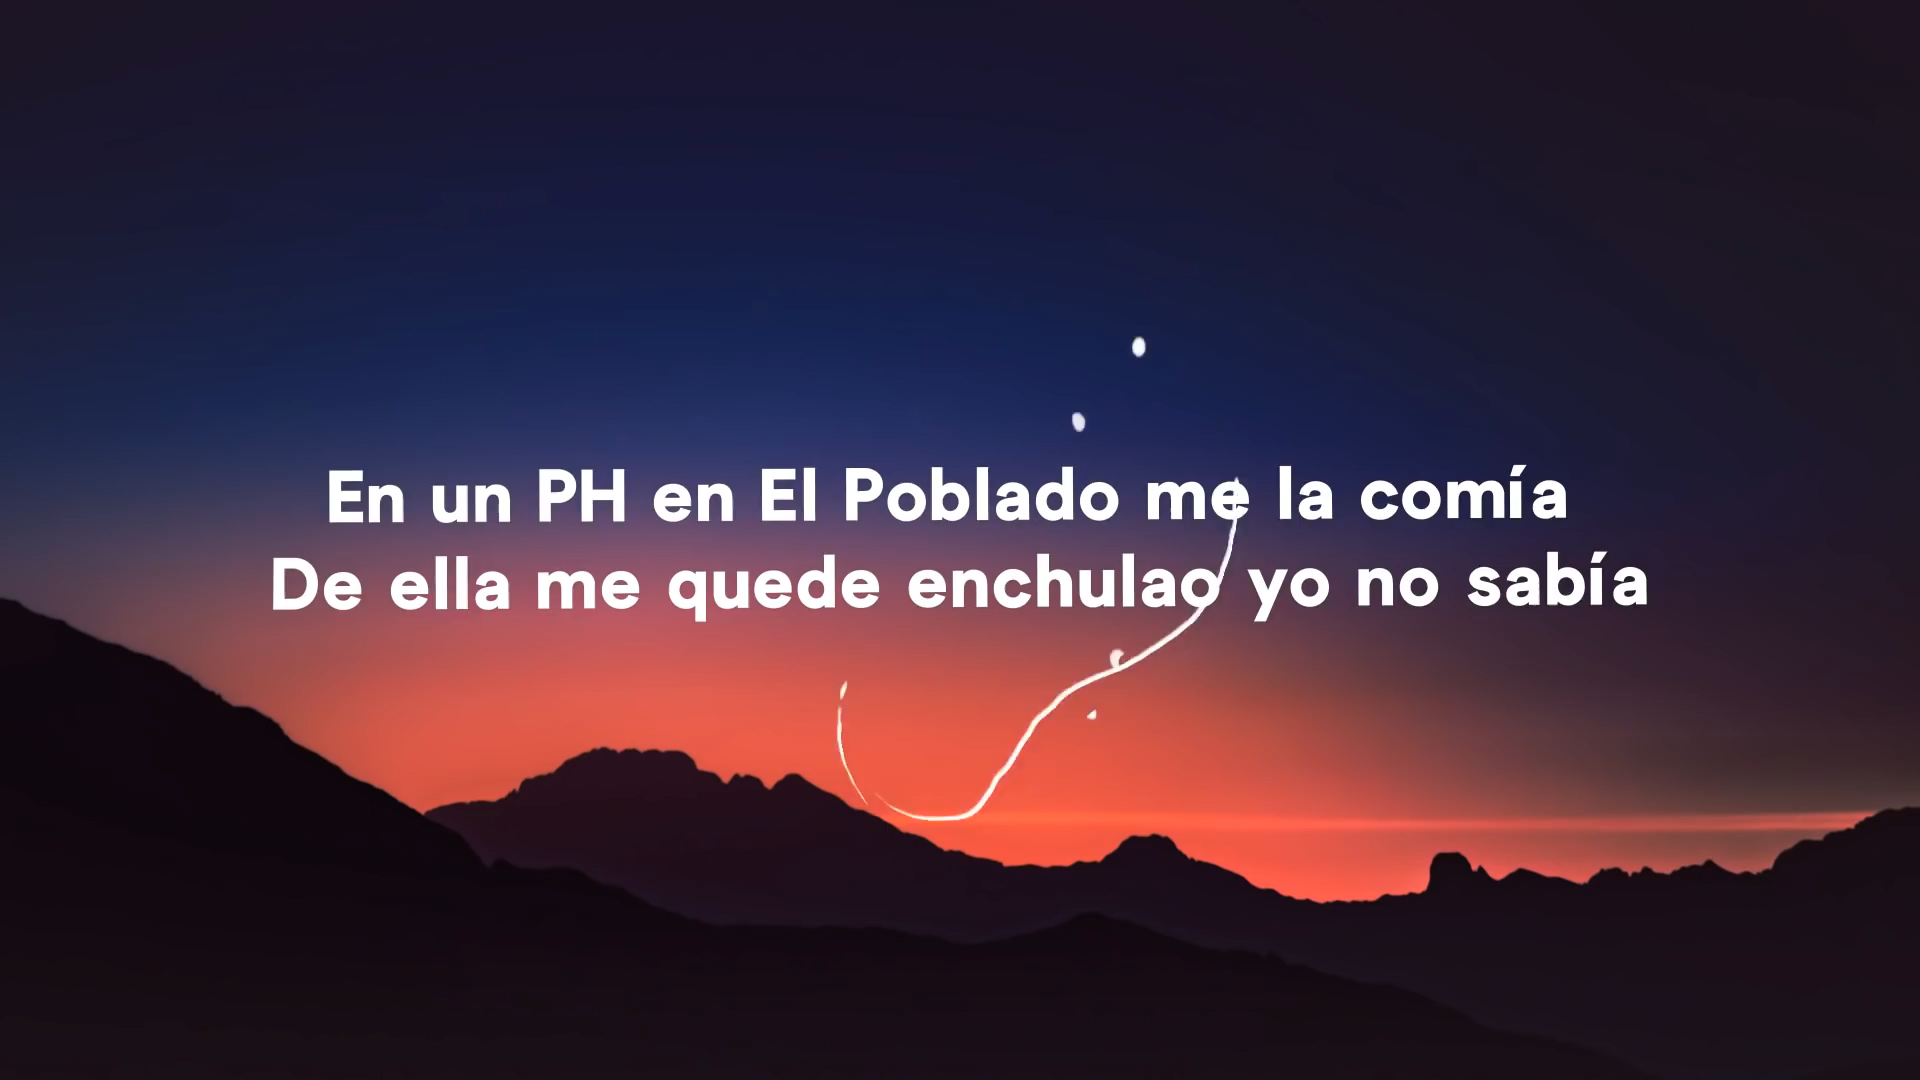 En un PH en El Poblado me la comía
De ella me quede enchulao yo no sabía